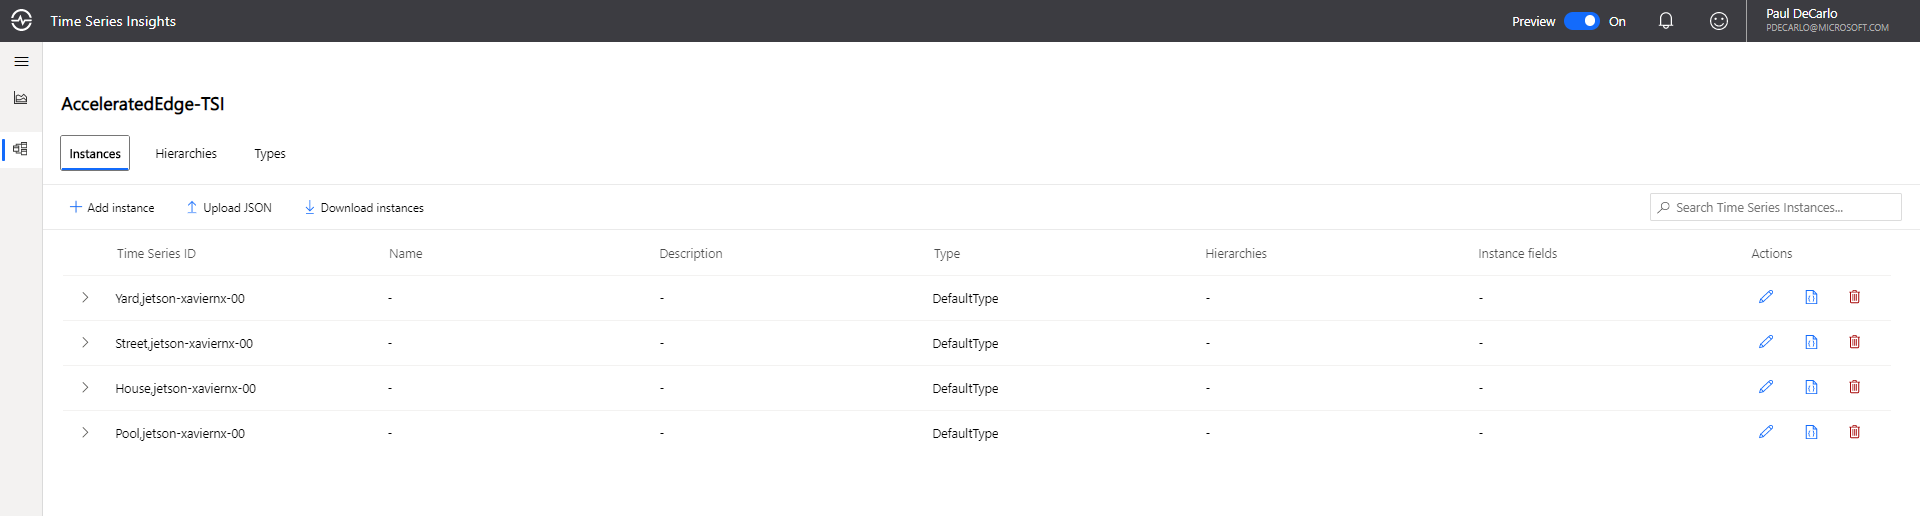 Time Series Insights
Preview On
Paul DeCarlo
PDECARLO@MICROSOFT.COM
AcceleratedEdge-TSI
Instances Hierarchies Types
Add instance Upload JSON Download instances Search Time Series Instances...
Time Series ID Name Description Type Hierarchies Instance fields Actions
Yard,jetson-xaviernx-00 - - DefaultType - -
Street,jetson-xaviernx-00 - - DefaultType - -
House,jetson-xaviernx-00 - - DefaultType - -
Pool,jetson-xaviernx-00 - - DefaultType - -